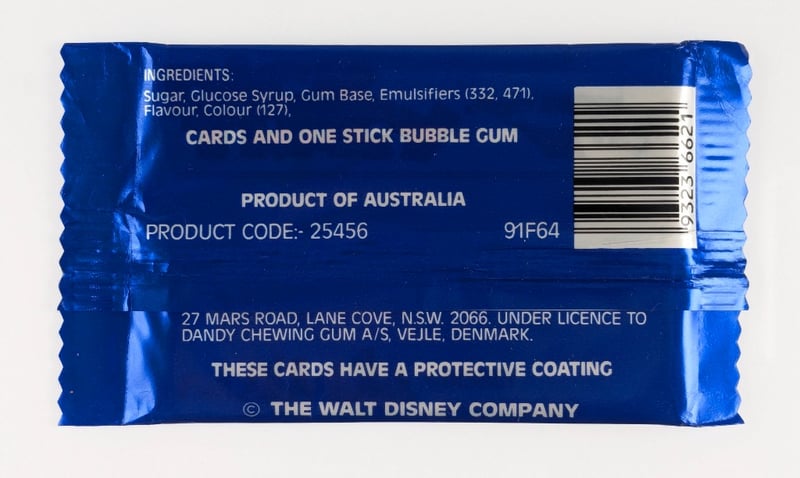 INGREDIENTS:
Sugar, Glucose Syrup, Gum Base, Emulsifiers (332, 471),
Flavour, Colour (127),
CARDS AND ONE STICK BUBBLE GUM
PRODUCT OF AUSTRALIA
PRODUCT CODE:- 25456 91F64
9323 6621
27 MARS ROAD, LANE COVE, N.S.W. 2066. UNDER LICENCE TO
DANDY CHEWING GUM A/S, VEJLE, DENMARK.
THESE CARDS HAVE A PROTECTIVE COATING
© THE WALT DISNEY COMPANY